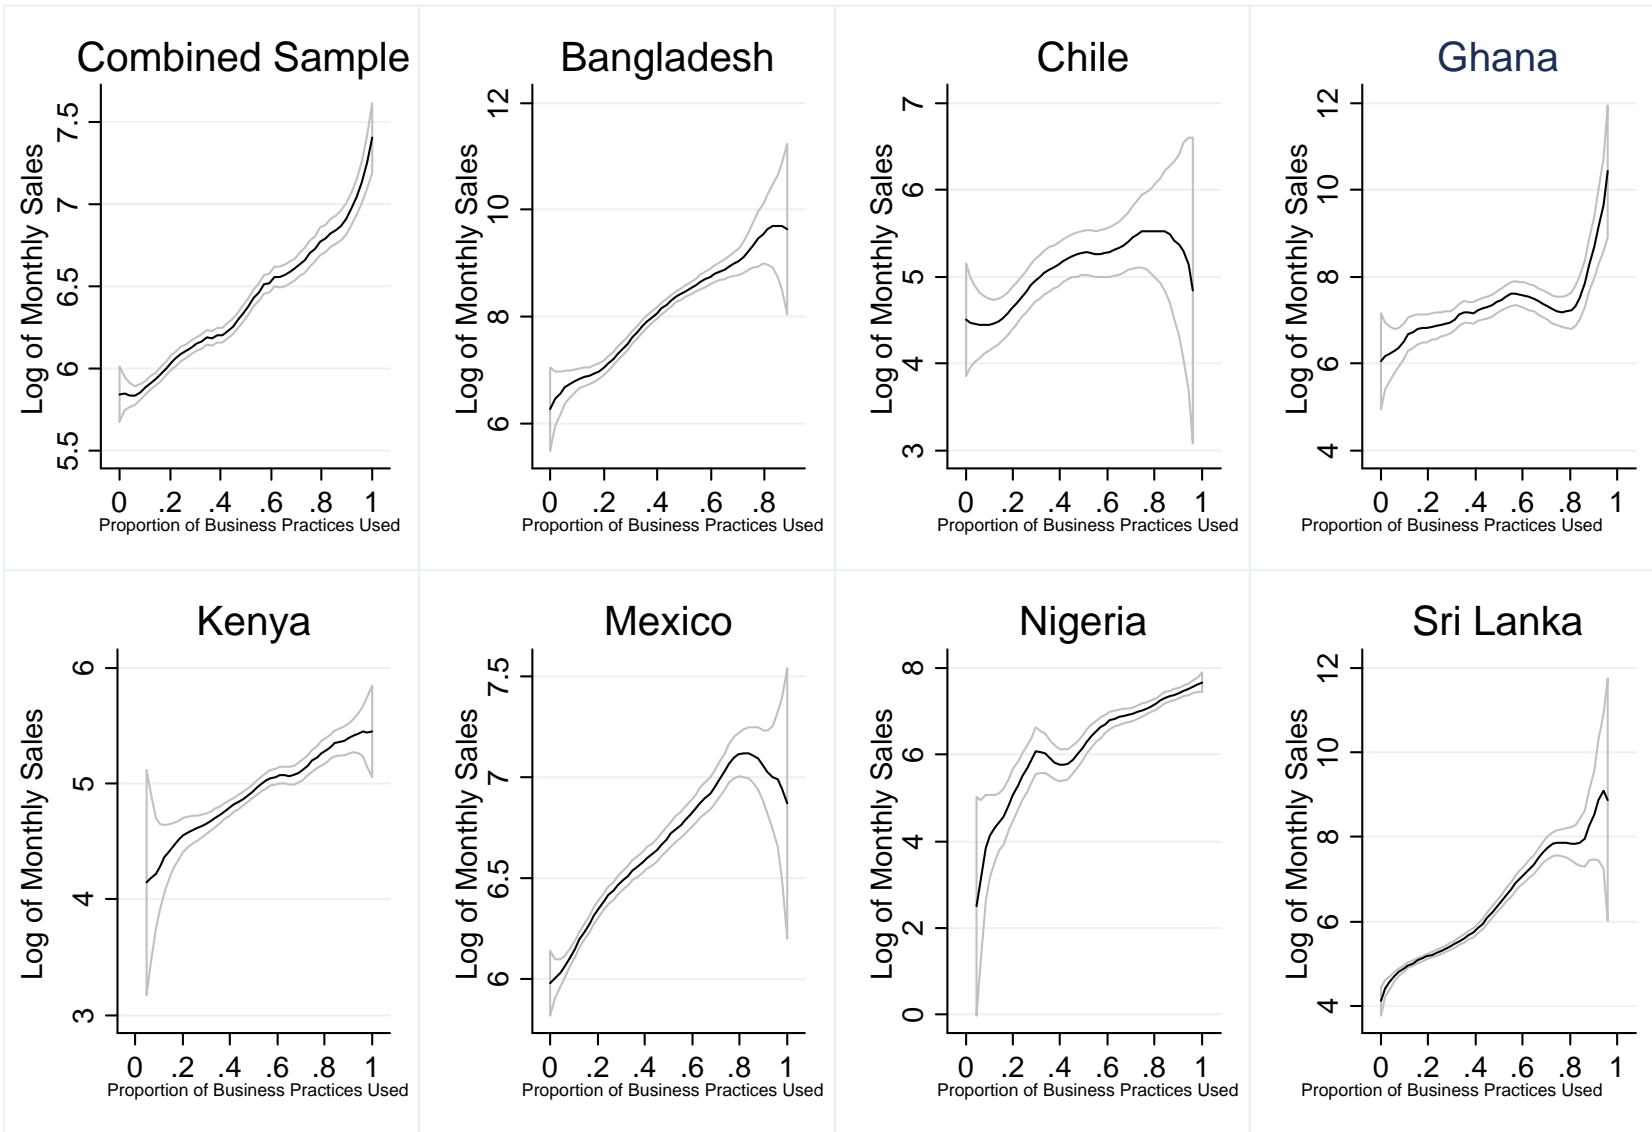 Combined Sample
Log of Monthly Sales
7.5
7
6.5
6
5.5
0 .2 .4 .6 .8 1
Proportion of Business Practices Used
Bangladesh
Log of Monthly Sales
12
10
8
6
0 .2 .4 .6 .8
Proportion of Business Practices Used
Chile
Log of Monthly Sales
7
6
5
4
3
0 .2 .4 .6 .8 1
Proportion of Business Practices Used
Ghana
Log of Monthly Sales
12
10
8
6
4
0 .2 .4 .6 .8 1
Proportion of Business Practices Used
Kenya
Log of Monthly Sales
6
5
4
3
0 .2 .4 .6 .8 1
Proportion of Business Practices Used
Mexico
Log of Monthly Sales
7.5
7
6.5
6
0 .2 .4 .6 .8 1
Proportion of Business Practices Used
Nigeria
Log of Monthly Sales
8
6
4
2
0
0 .2 .4 .6 .8 1
Proportion of Business Practices Used
Sri Lanka
Log of Monthly Sales
12
10
8
6
4
0 .2 .4 .6 .8 1
Proportion of Business Practices Used